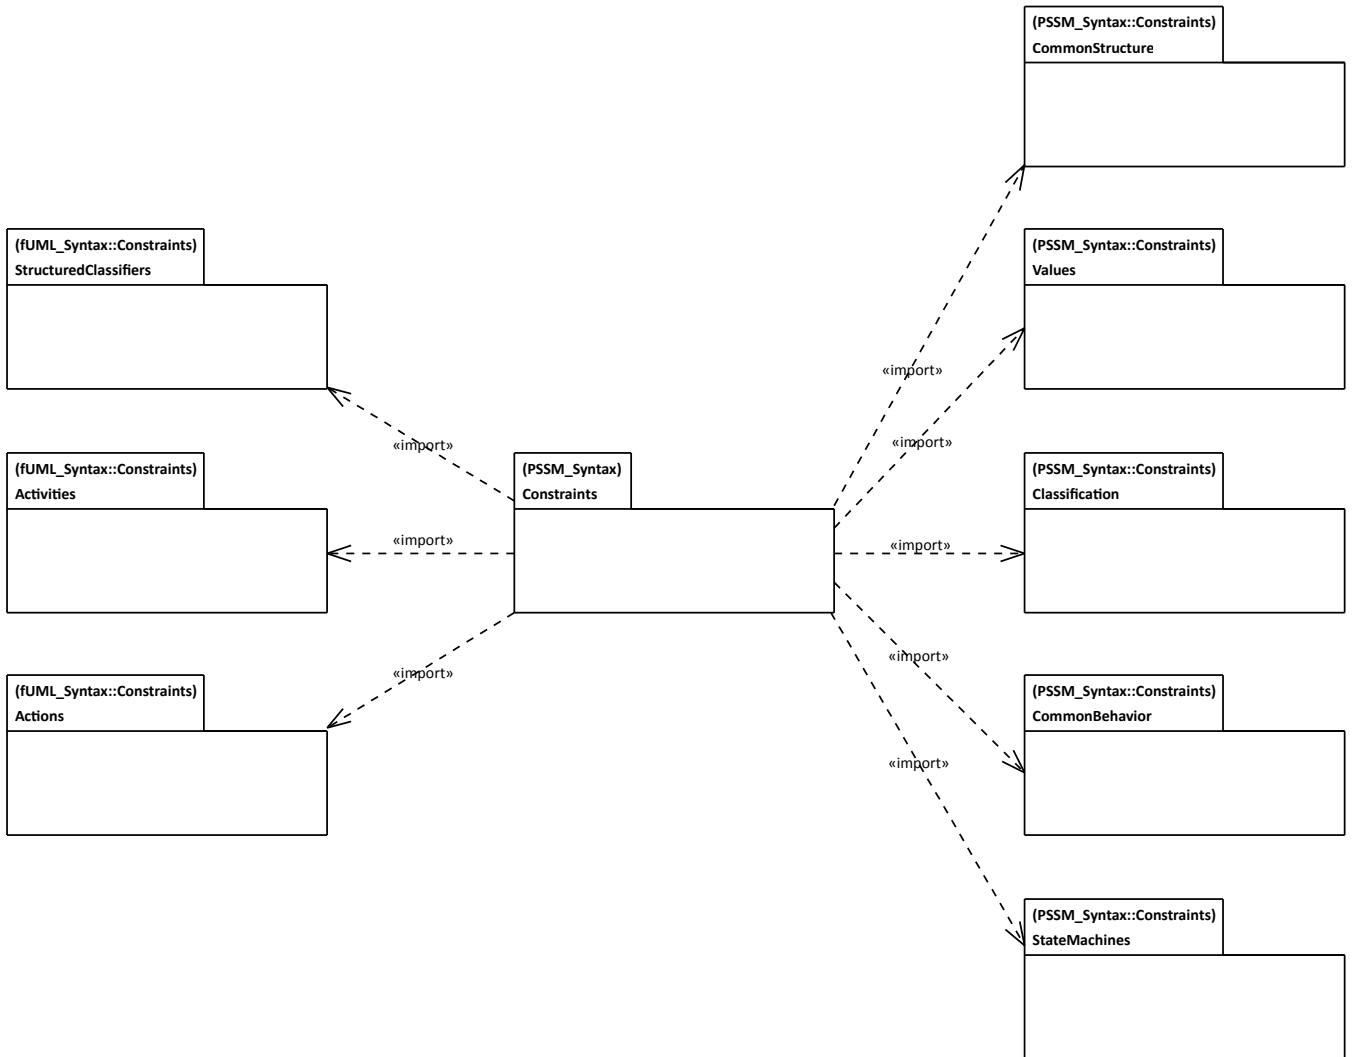 (PSSM_Syntax::Constraints)
CommonStructure
(fUML_Syntax::Constraints)
StructuredClassifiers
(PSSM_Syntax::Constraints)
Values
«import»
«import»
«import»
(fUML_Syntax::Constraints)
Activities
(PSSM_Syntax)
Constraints
(PSSM_Syntax::Constraints)
Classification
«import»
«import»
«import»
«import»
(fUML_Syntax::Constraints)
Actions
(PSSM_Syntax::Constraints)
CommonBehavior
«import»
(PSSM_Syntax::Constraints)
StateMachines